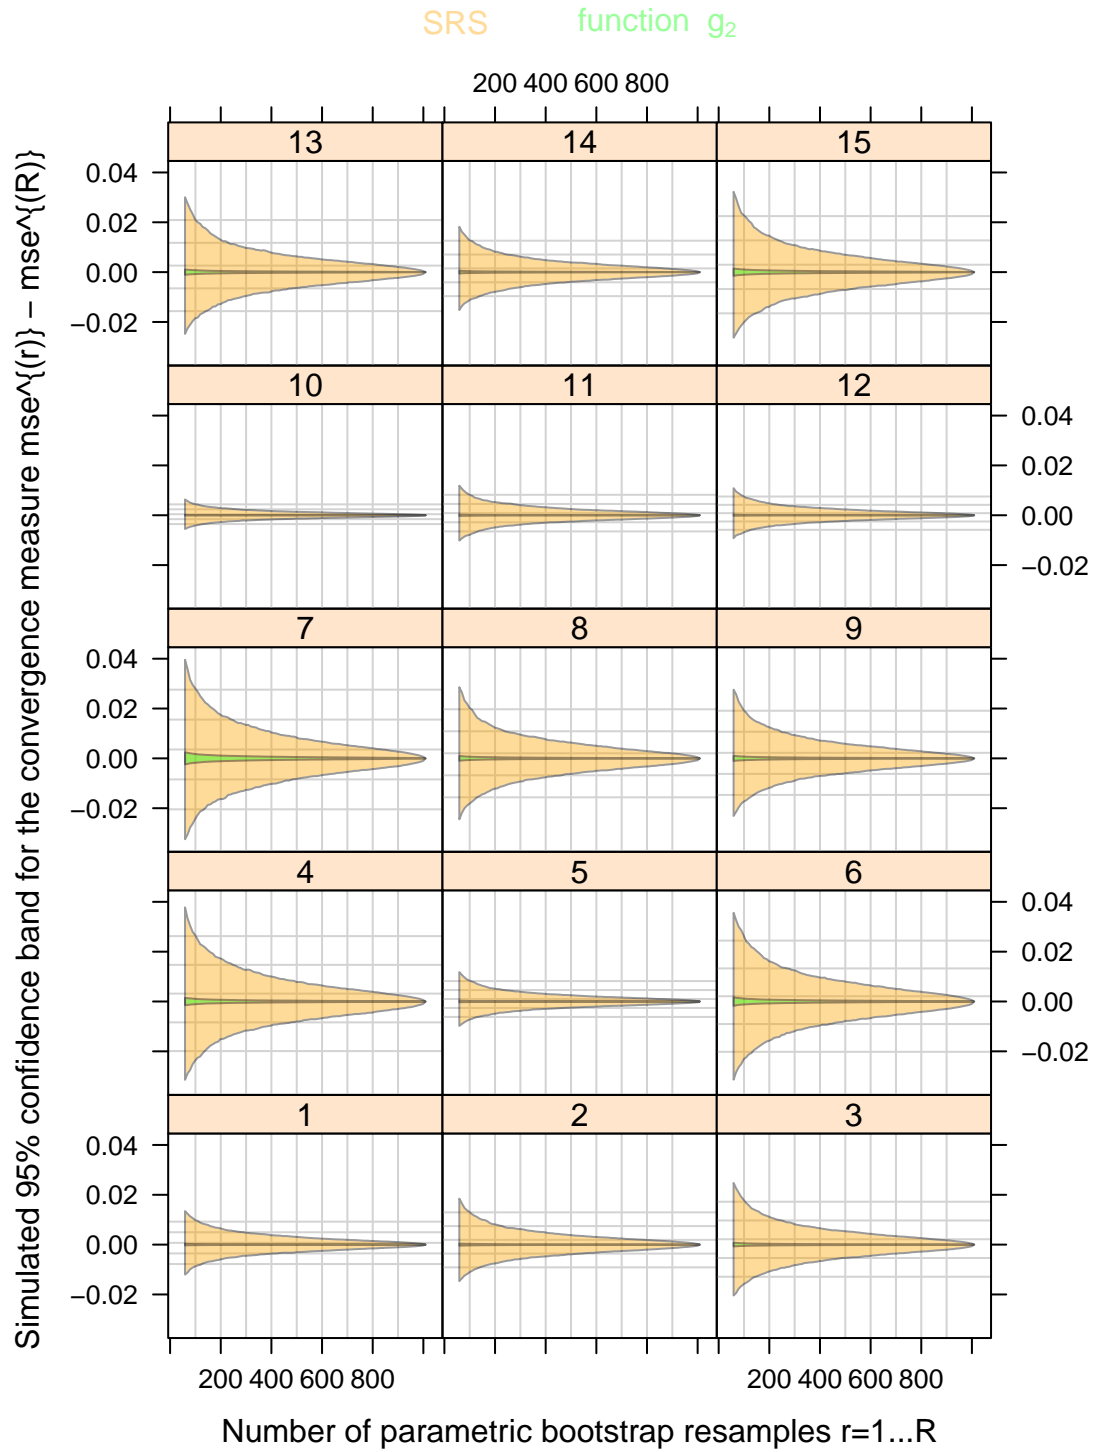 SRS function g₂
200 400 600 800
13 14 15
0.04
0.02
0.00
−0.02
10 11 12
0.04
0.02
0.00
−0.02
7 8 9
0.04
0.02
0.00
−0.02
4 5 6
0.04
0.02
0.00
−0.02
1 2 3
0.04
0.02
0.00
−0.02
200 400 600 800 200 400 600 800
Number of parametric bootstrap resamples r=1...R
Simulated 95% confidence band for the convergence measure mse^{(r)} − mse^{(R)}